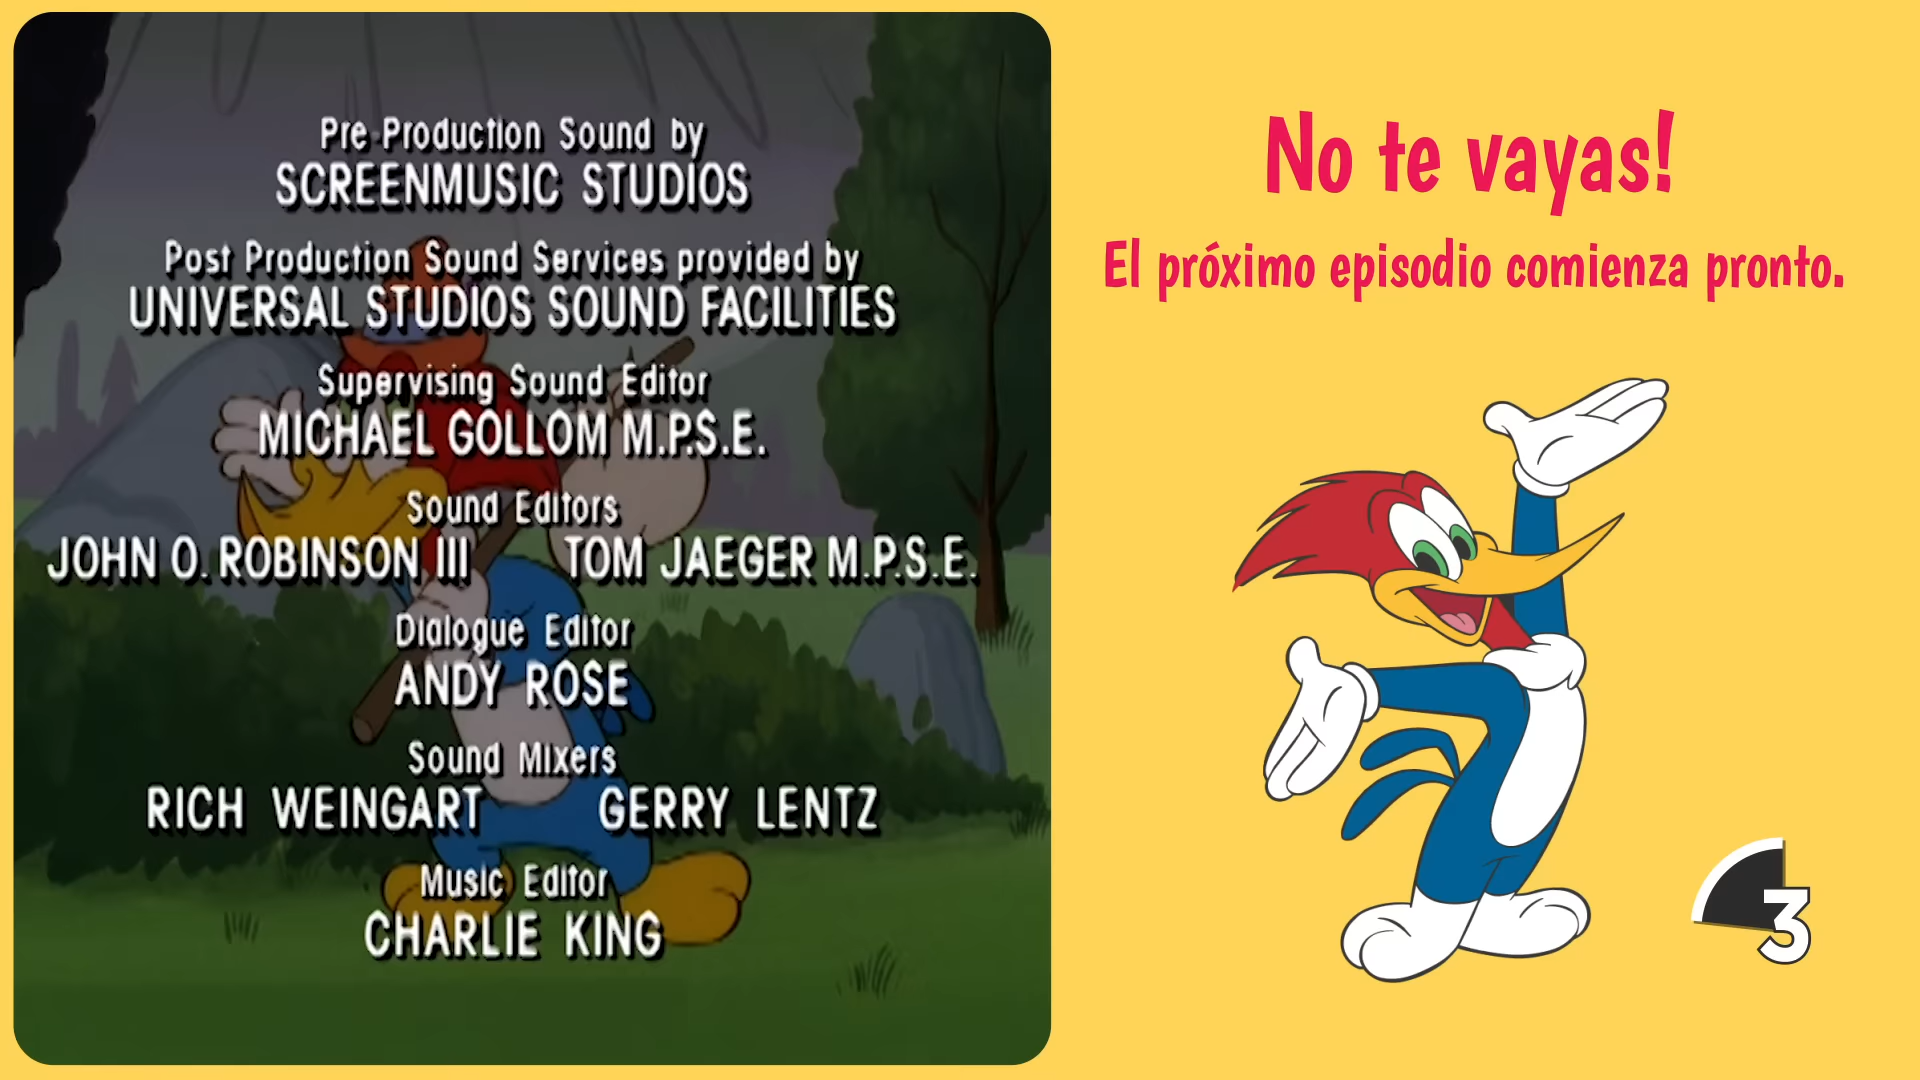 Pre-Production Sound by
SCREENMUSIC STUDIOS
Post Production Sound Services provided by
UNIVERSAL STUDIOS SOUND FACILITIES
Supervising Sound Editor
MICHAEL GOLLOM M.P.S.E.
Sound Editors
JOHN O. ROBINSON III TOM JAEGER M.P.S.E.
Dialogue Editor
ANDY ROSE
Sound Mixers
RICH WEINGART GERRY LENTZ
Music Editor
CHARLIE KING
No te vayas!
El próximo episodio comienza pronto.
3